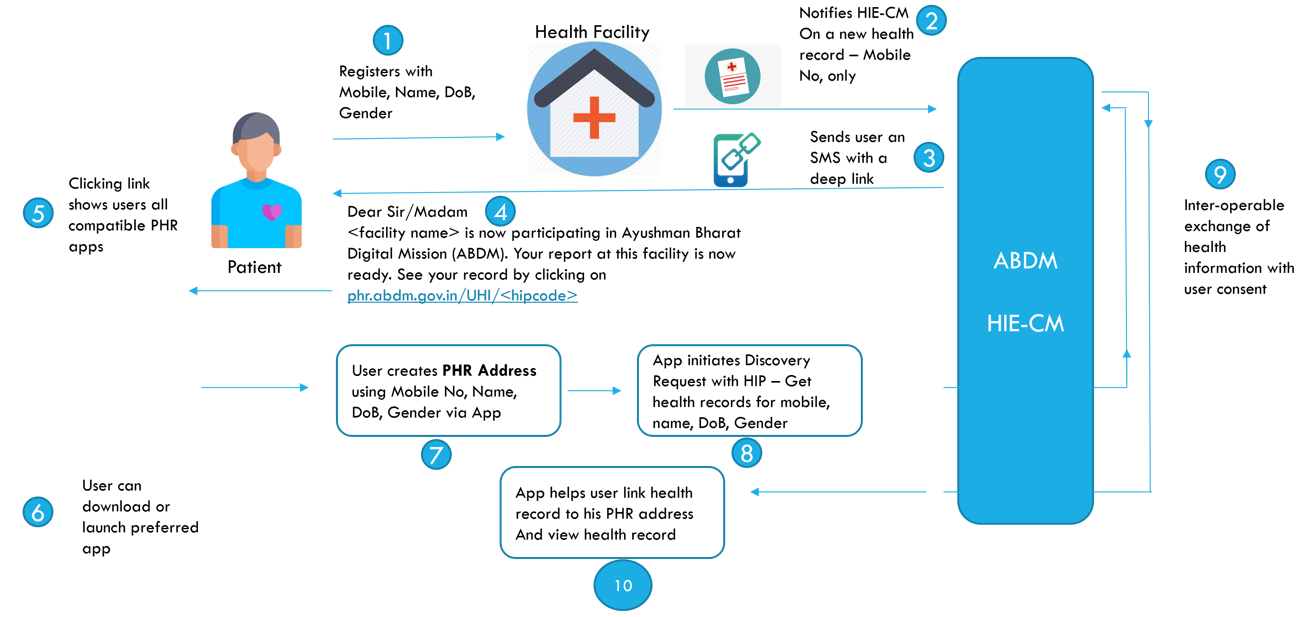 1
Registers with
Mobile, Name, DoB,
Gender
Health Facility
Notifies HIE-CM
On a new health
record – Mobile
No, only
2
Sends user an
SMS with a
deep link
3
Dear Sir/Madam
4
<facility name> is now participating in Ayushman Bharat
Digital Mission (ABDM). Your report at this facility is now
ready. See your record by clicking on
phr.abdm.gov.in/UHI/<hipcode>
5
Clicking link
shows users all
compatible PHR
apps
Patient
ABDM
HIE-CM
9
Inter-operable
exchange of
health
information with
user consent
User creates PHR Address
using Mobile No, Name,
DoB, Gender via App
7
App initiates Discovery
Request with HIP – Get
health records for mobile,
name, DoB, Gender
8
6
User can
download or
launch preferred
app
App helps user link health
record to his PHR address
And view health record
10